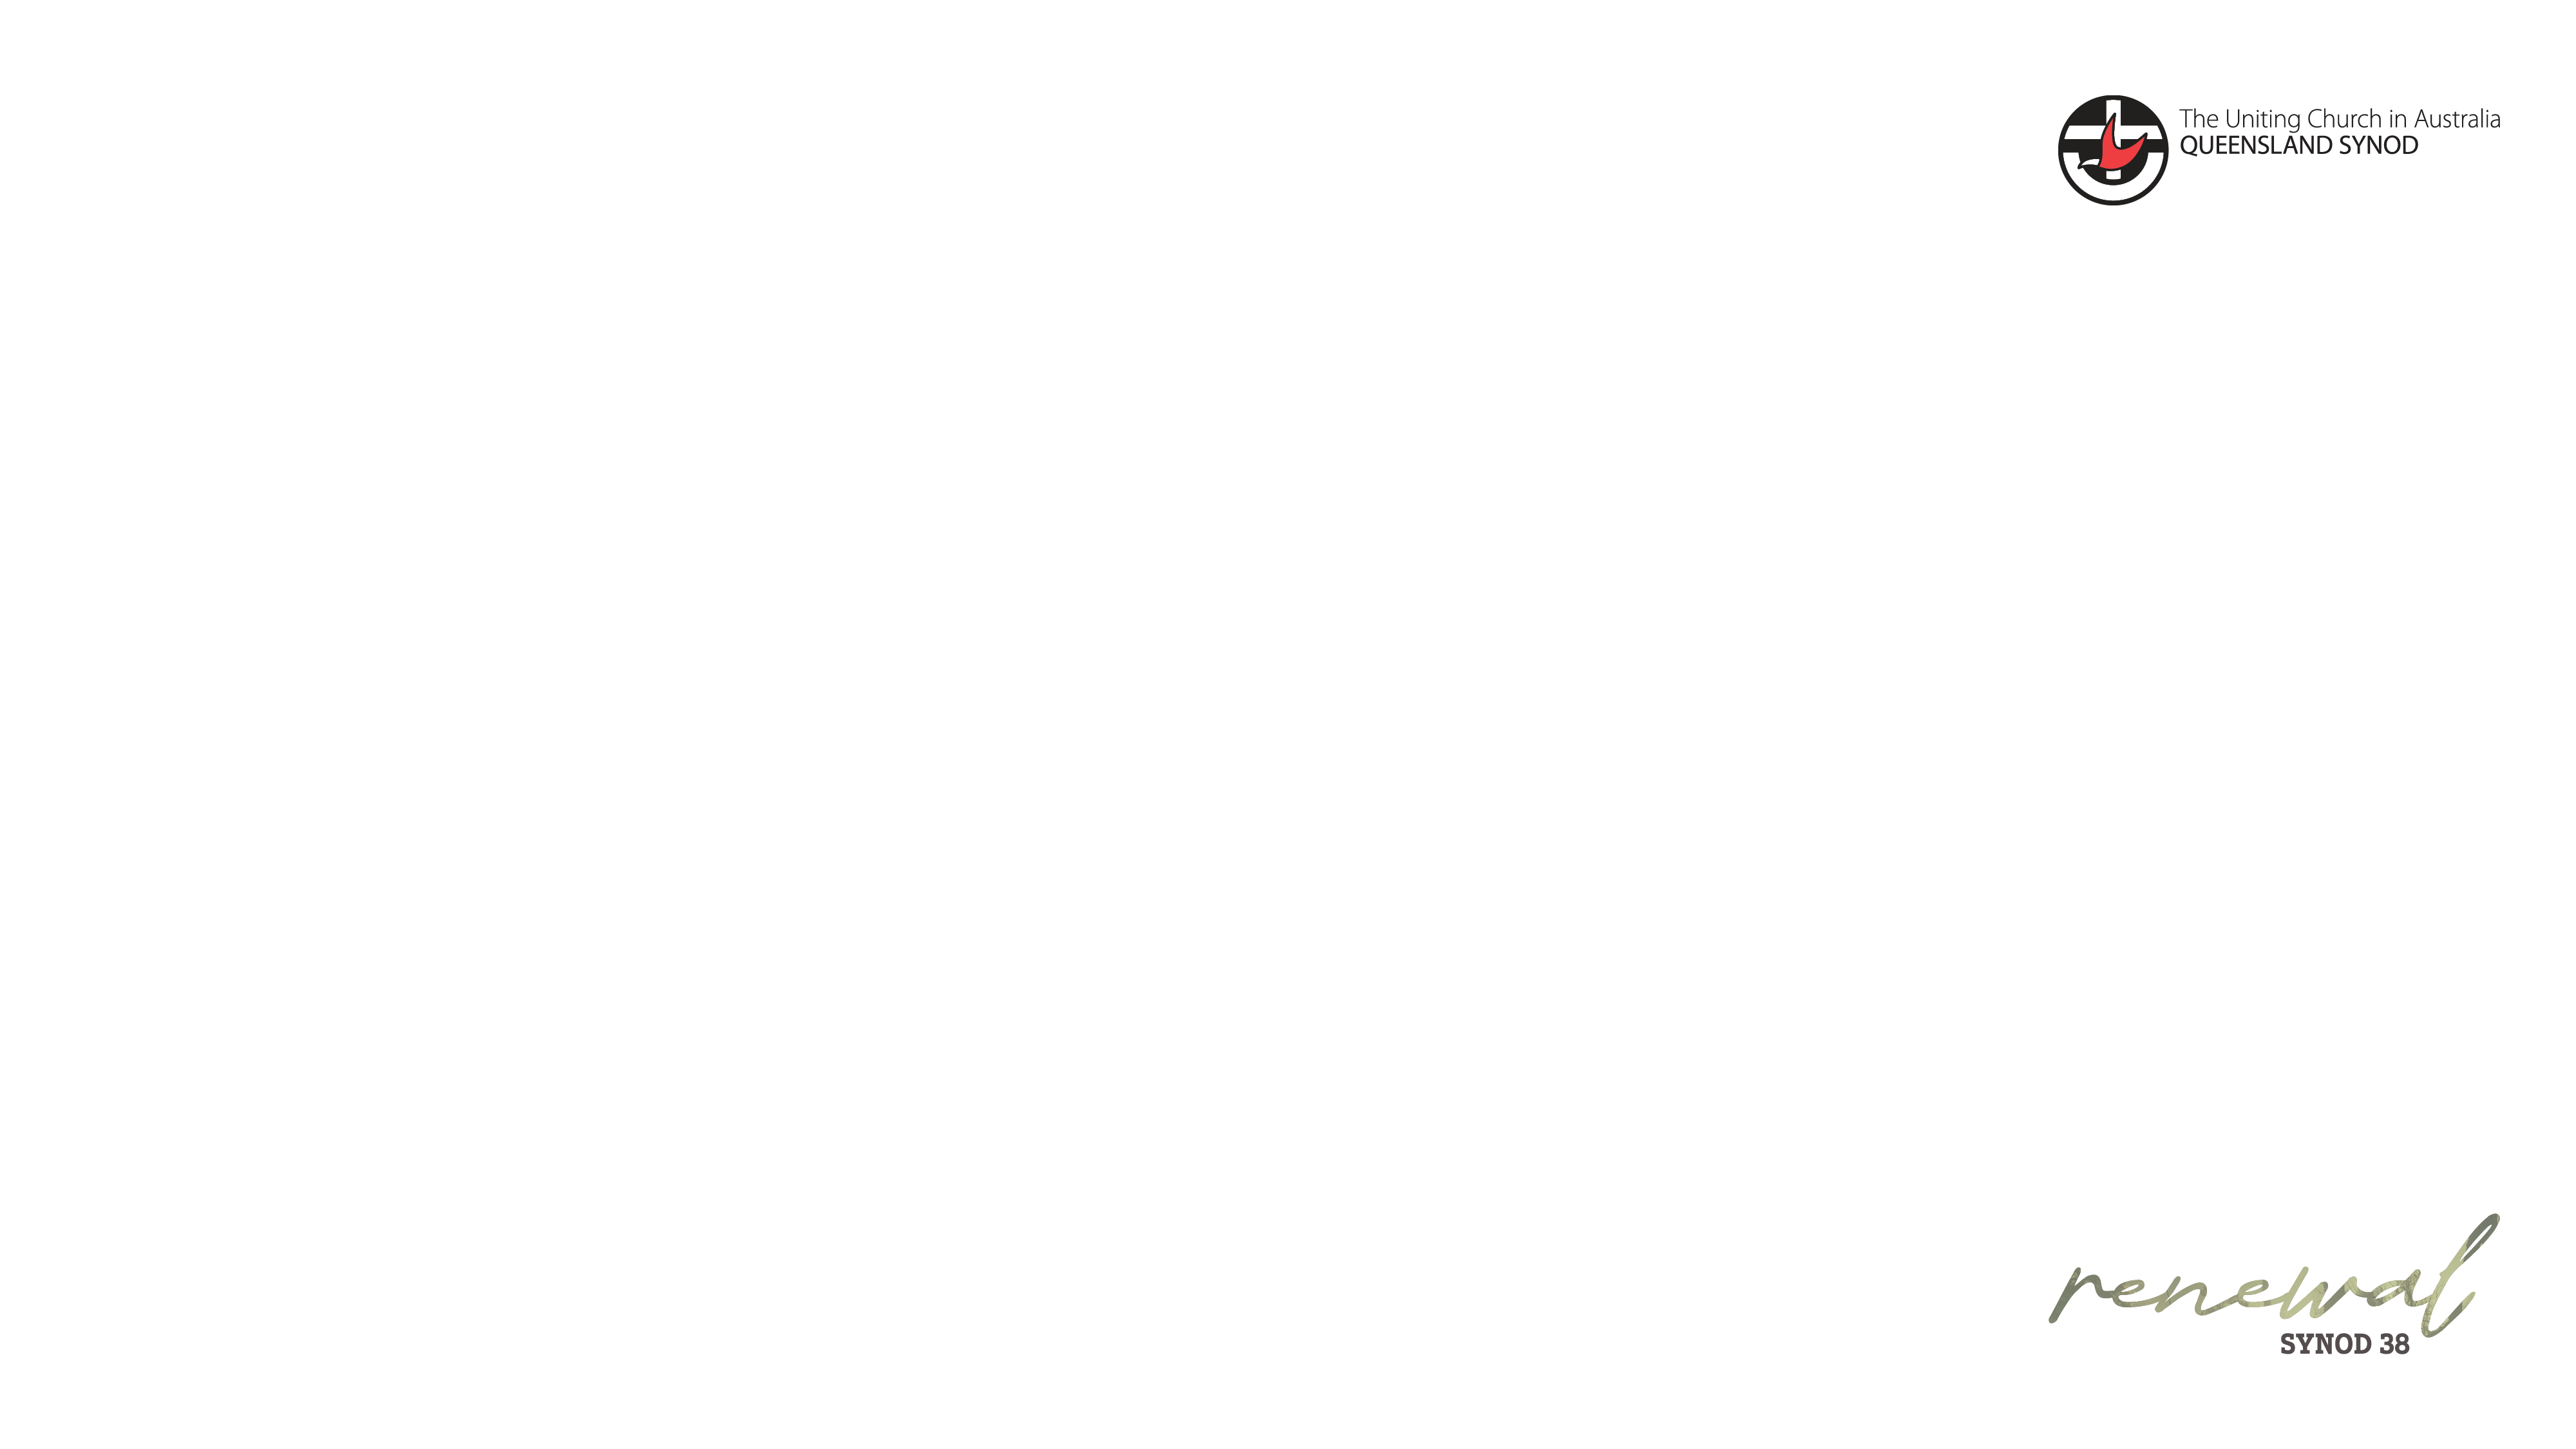 The Uniting Church in Australia
QUEENSLAND SYNOD
renewal
SYNOD 38